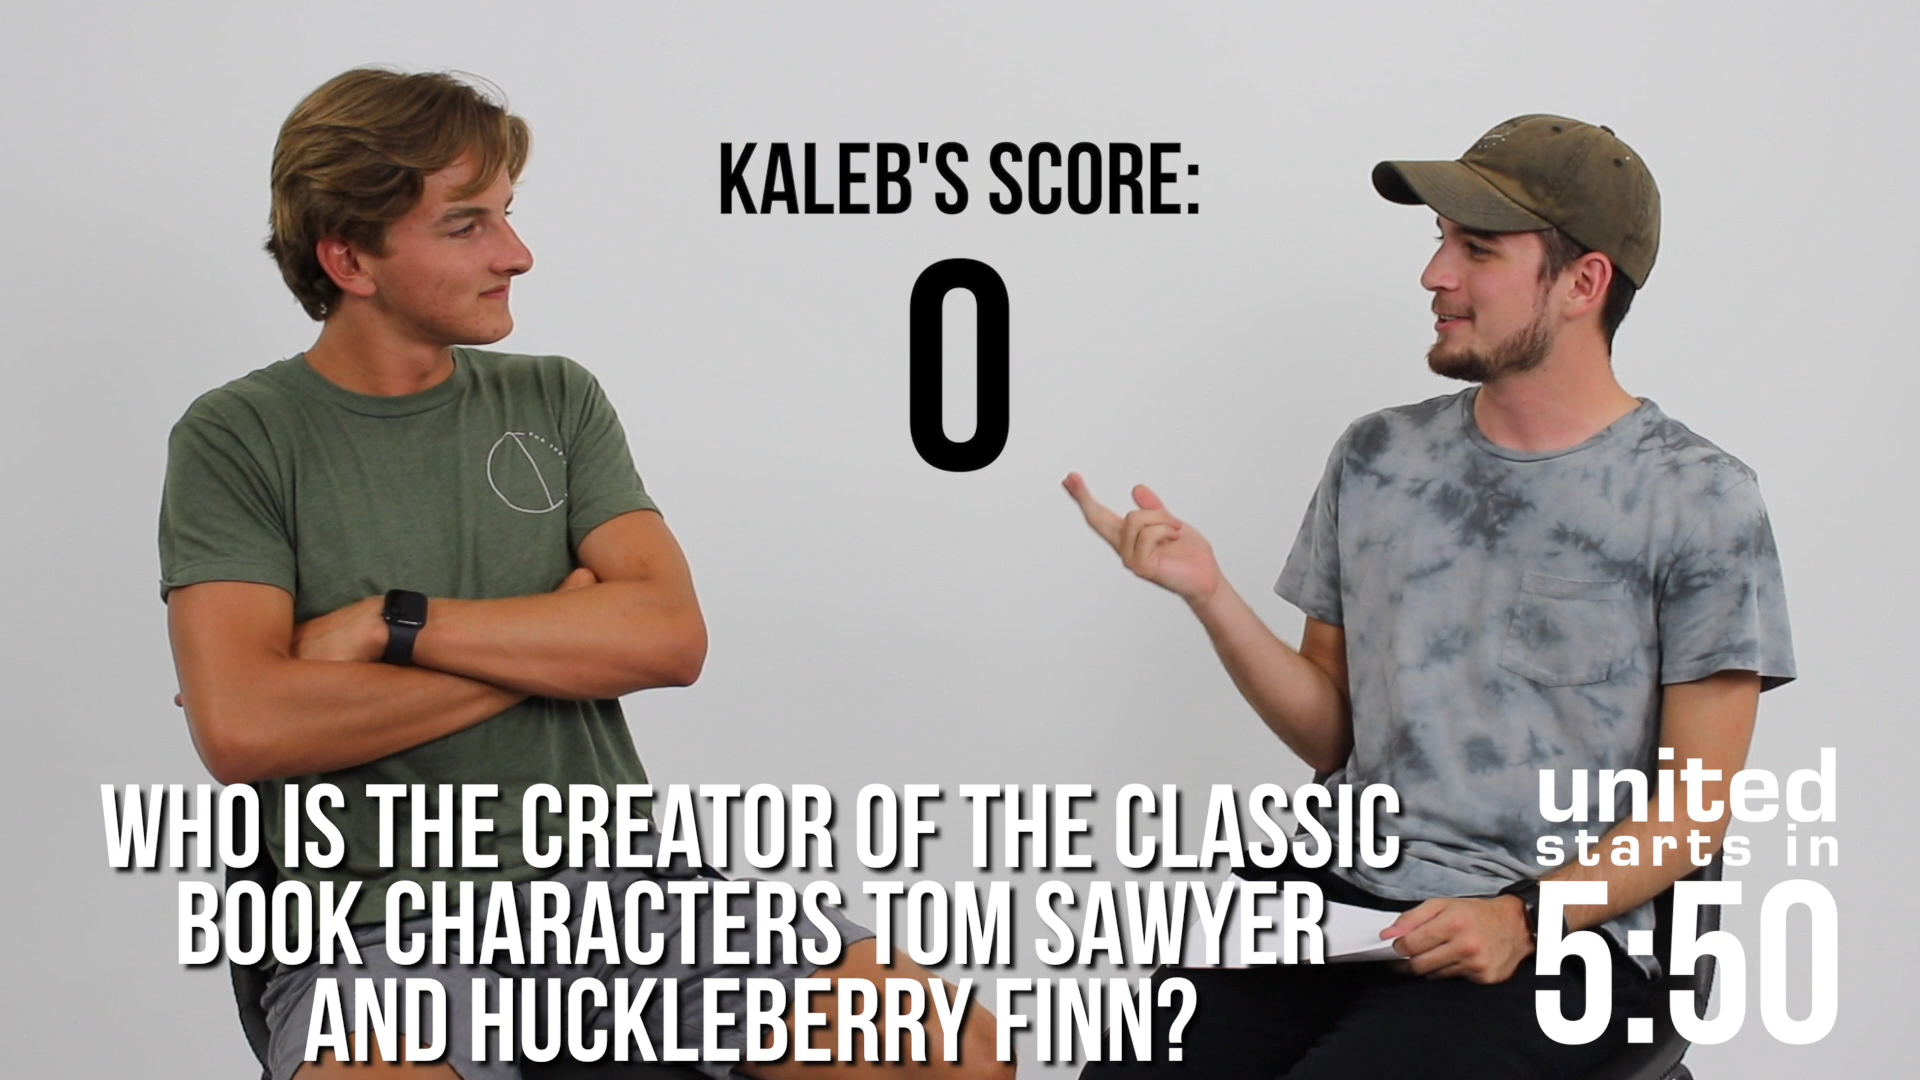 KALEB'S SCORE:
0
WHO IS THE CREATOR OF THE CLASSIC
BOOK CHARACTERS TOM SAWYER
AND HUCKLEBERRY FINN?
united
starts in
5:50